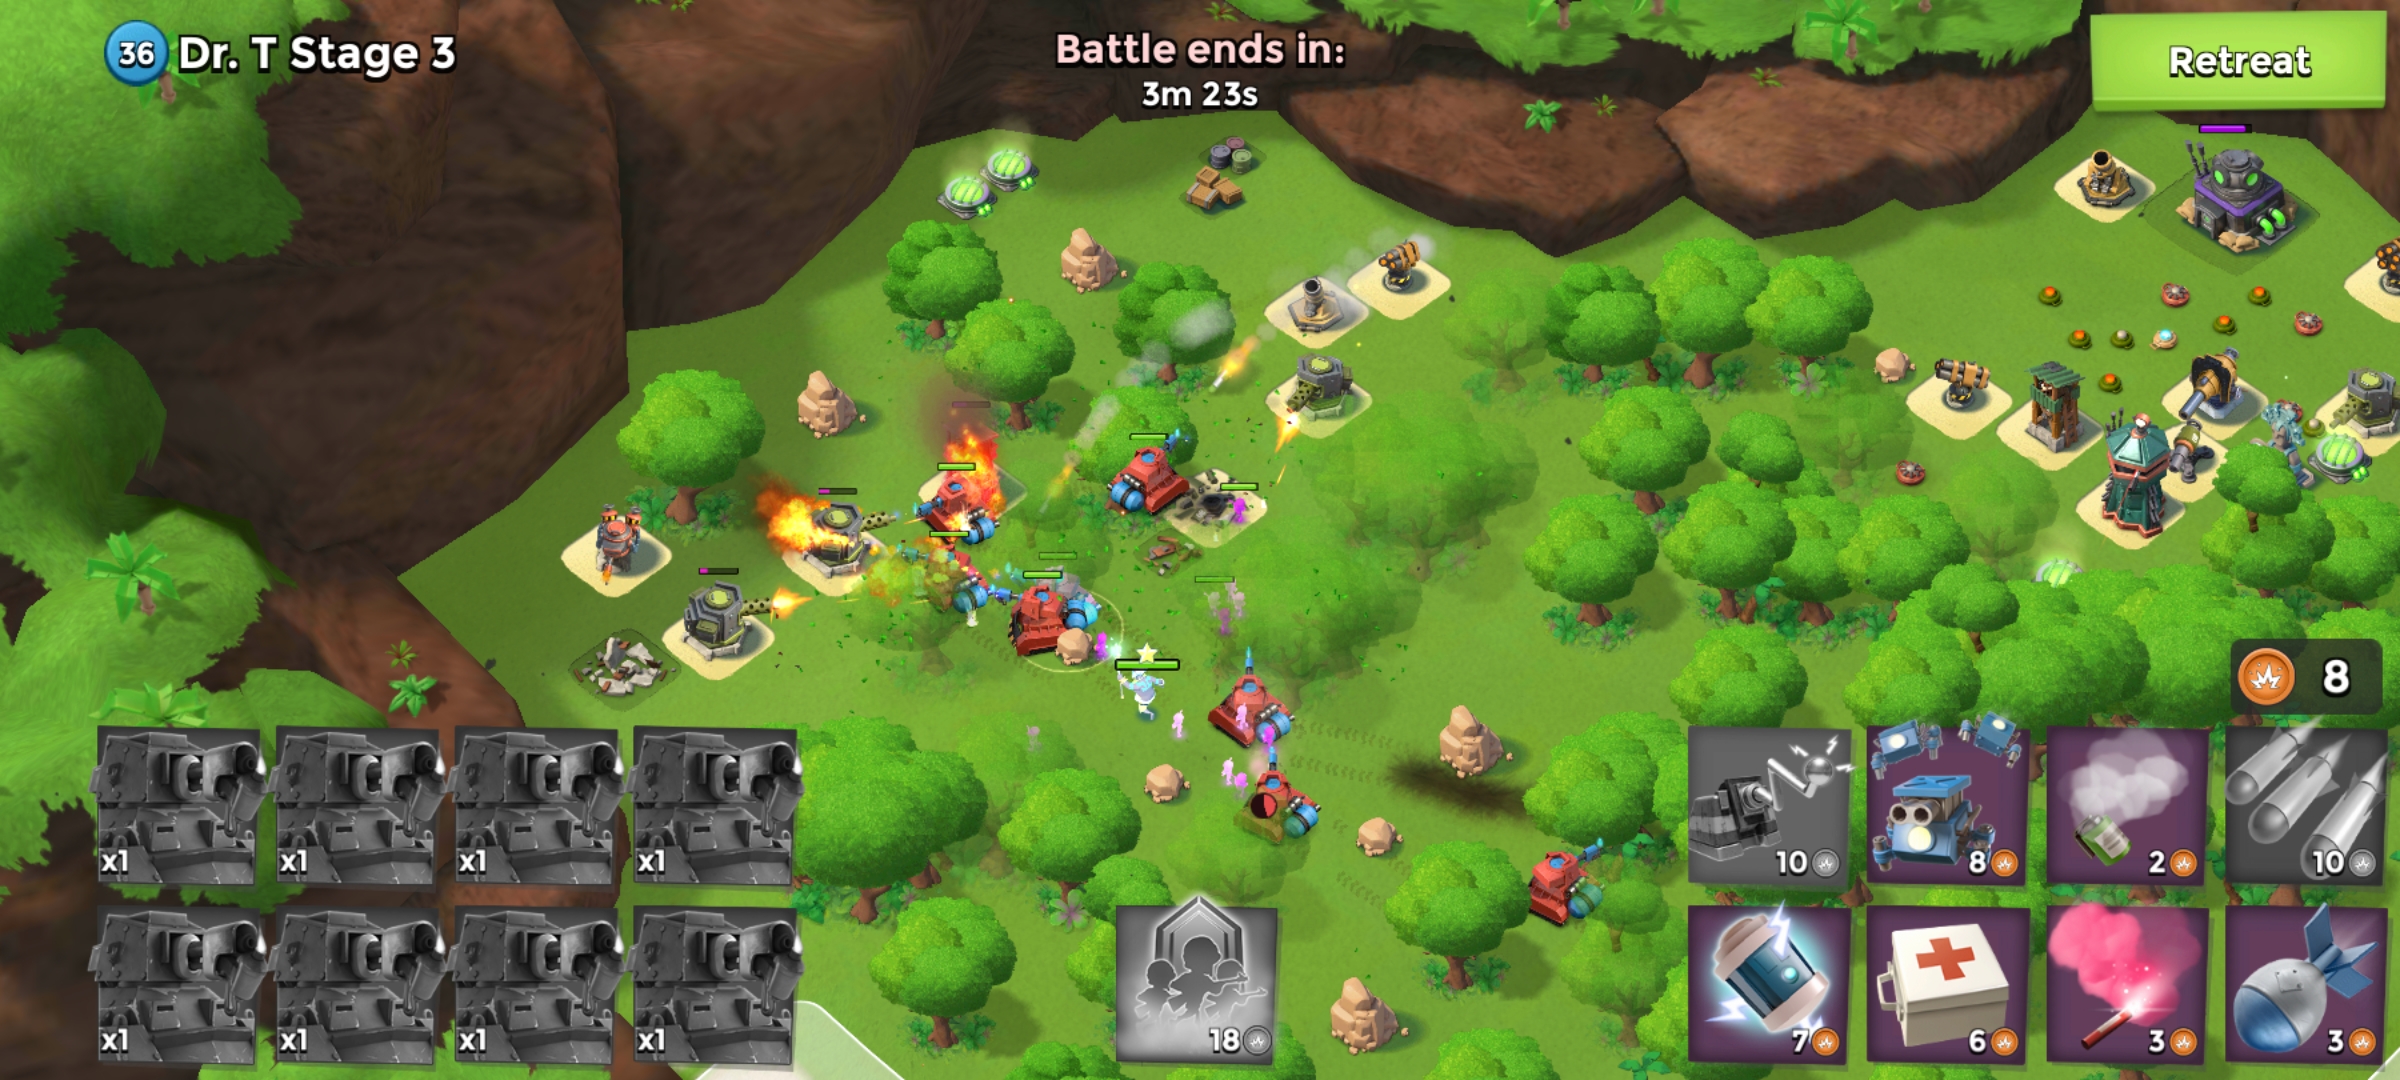 36 Dr. T Stage 3
Battle ends in:
3m 23s
Retreat
8
x1 x1 x1 x1
10 8 2 10
x1 x1 x1 x1
18
7 6 3 3